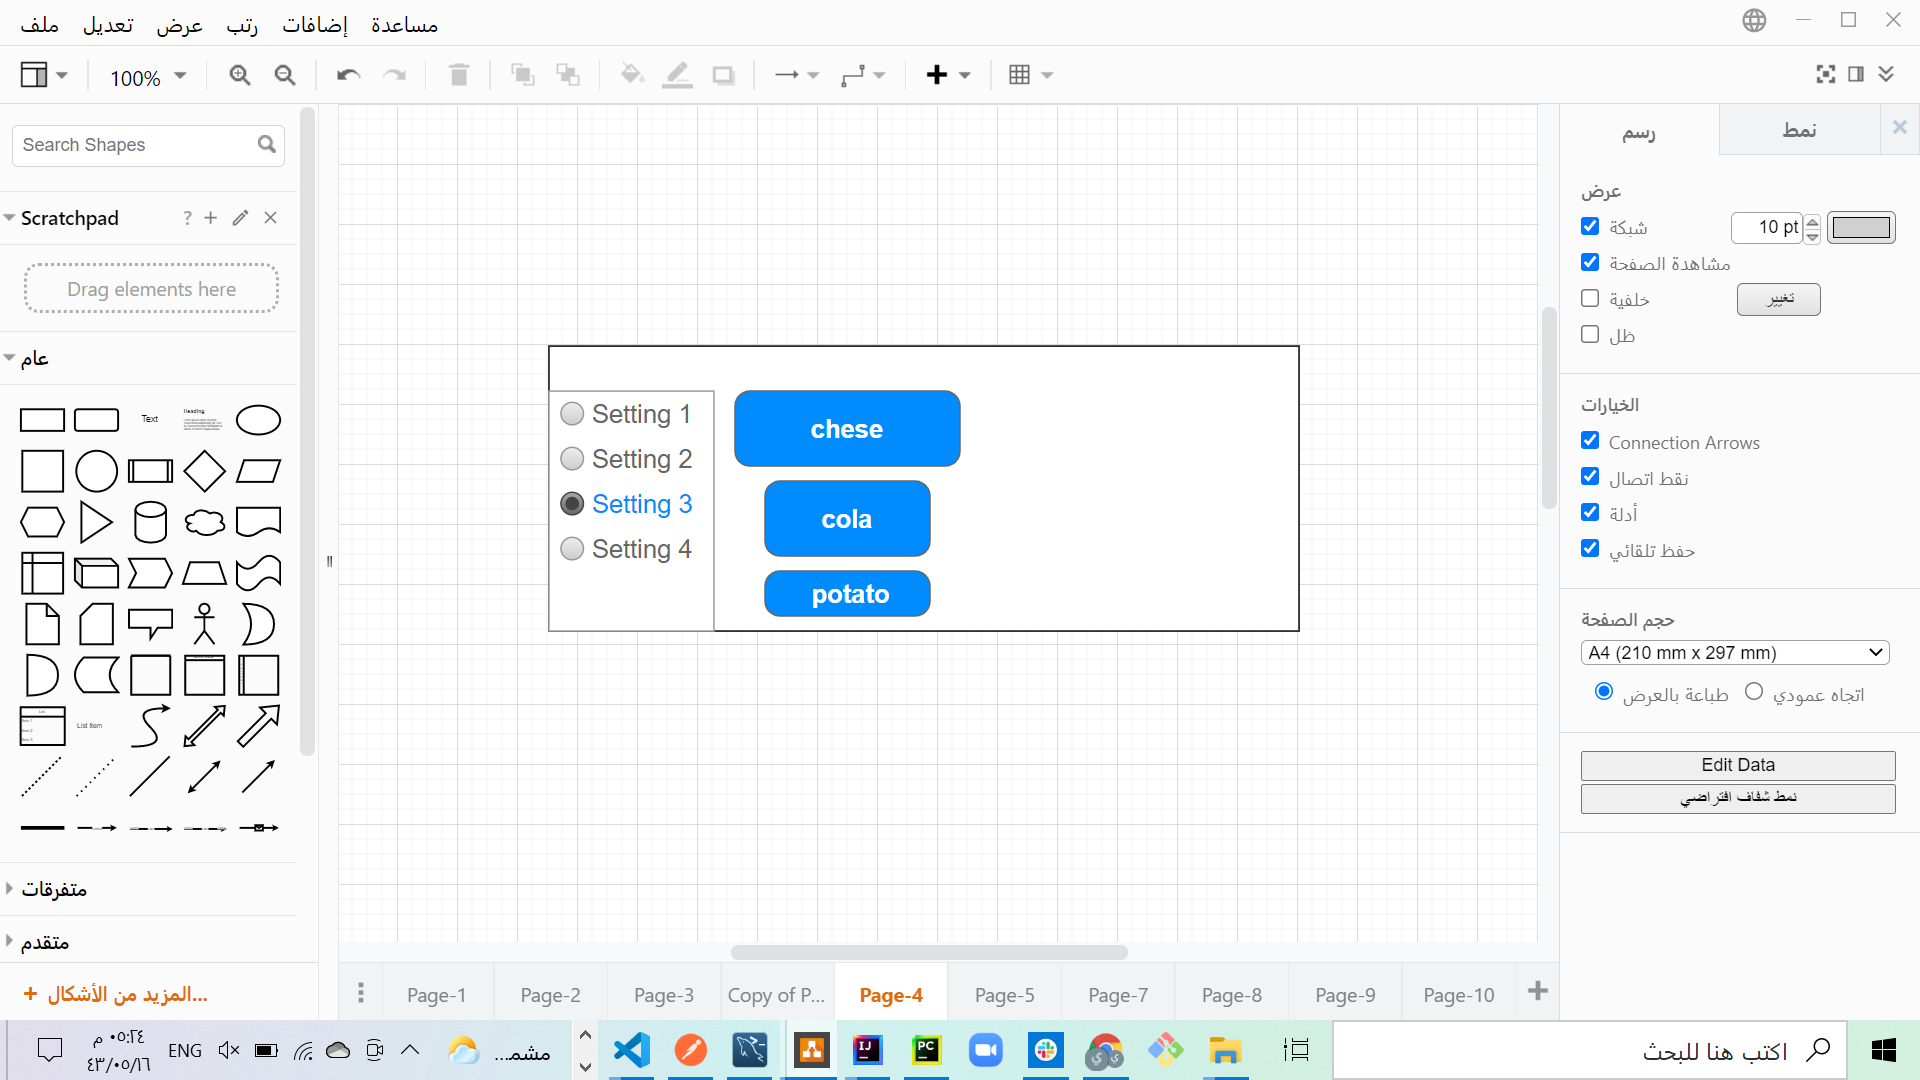 ملف تعديل عرض رتب إضافات مساعدة
100%
Search Shapes
Scratchpad ?
Drag elements here
عام
Text
Heading
List
List Item
متفرقات
متقدم
+ المزيد من الأشكال...
Setting 1
Setting 2
Setting 3
Setting 4
chese
cola
potato
Page-1 Page-2 Page-3 Copy of P... Page-4 Page-5 Page-7 Page-8 Page-9 Page-10
رسم نمط
عرض
شبكة 10 pt
مشاهدة الصفحة
خلفية تغيير
ظل
الخيارات
Connection Arrows
نقط اتصال
أدلة
حفظ تلقائي
حجم الصفحة
A4 (210 mm x 297 mm)
طباعة بالعرض اتجاه عمودي
Edit Data
نمط شفاف افتراضي
٠٥:٢٤ م
٤٣/٠٥/١٦
ENG
مشمـ...
IJ
PC
اكتب هنا للبحث